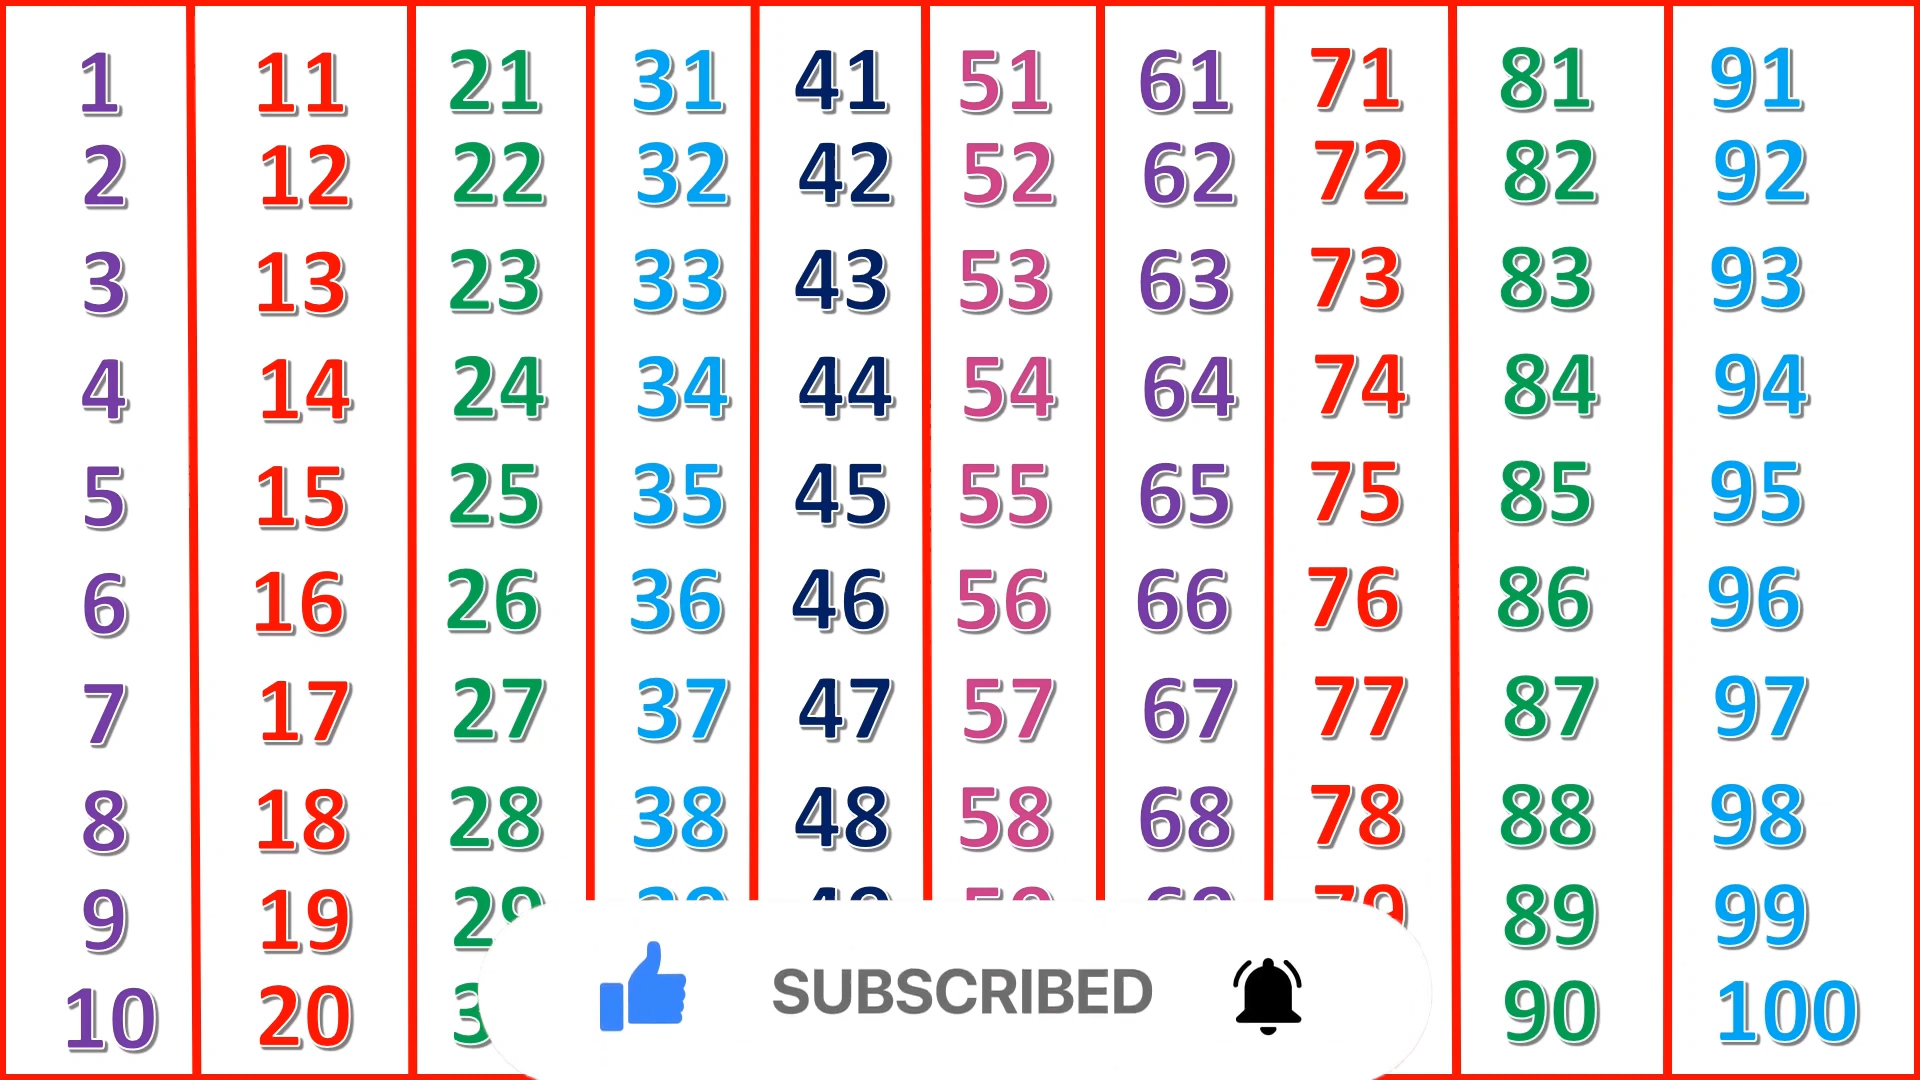 1 11 21 31 41 51 61 71 81 91
2 12 22 32 42 52 62 72 82 92
3 13 23 33 43 53 63 73 83 93
4 14 24 34 44 54 64 74 84 94
5 15 25 35 45 55 65 75 85 95
6 16 26 36 46 56 66 76 86 96
7 17 27 37 47 57 67 77 87 97
8 18 28 38 48 58 68 78 88 98
9 19 29 79 89 99
10 20 90 100
SUBSCRIBED